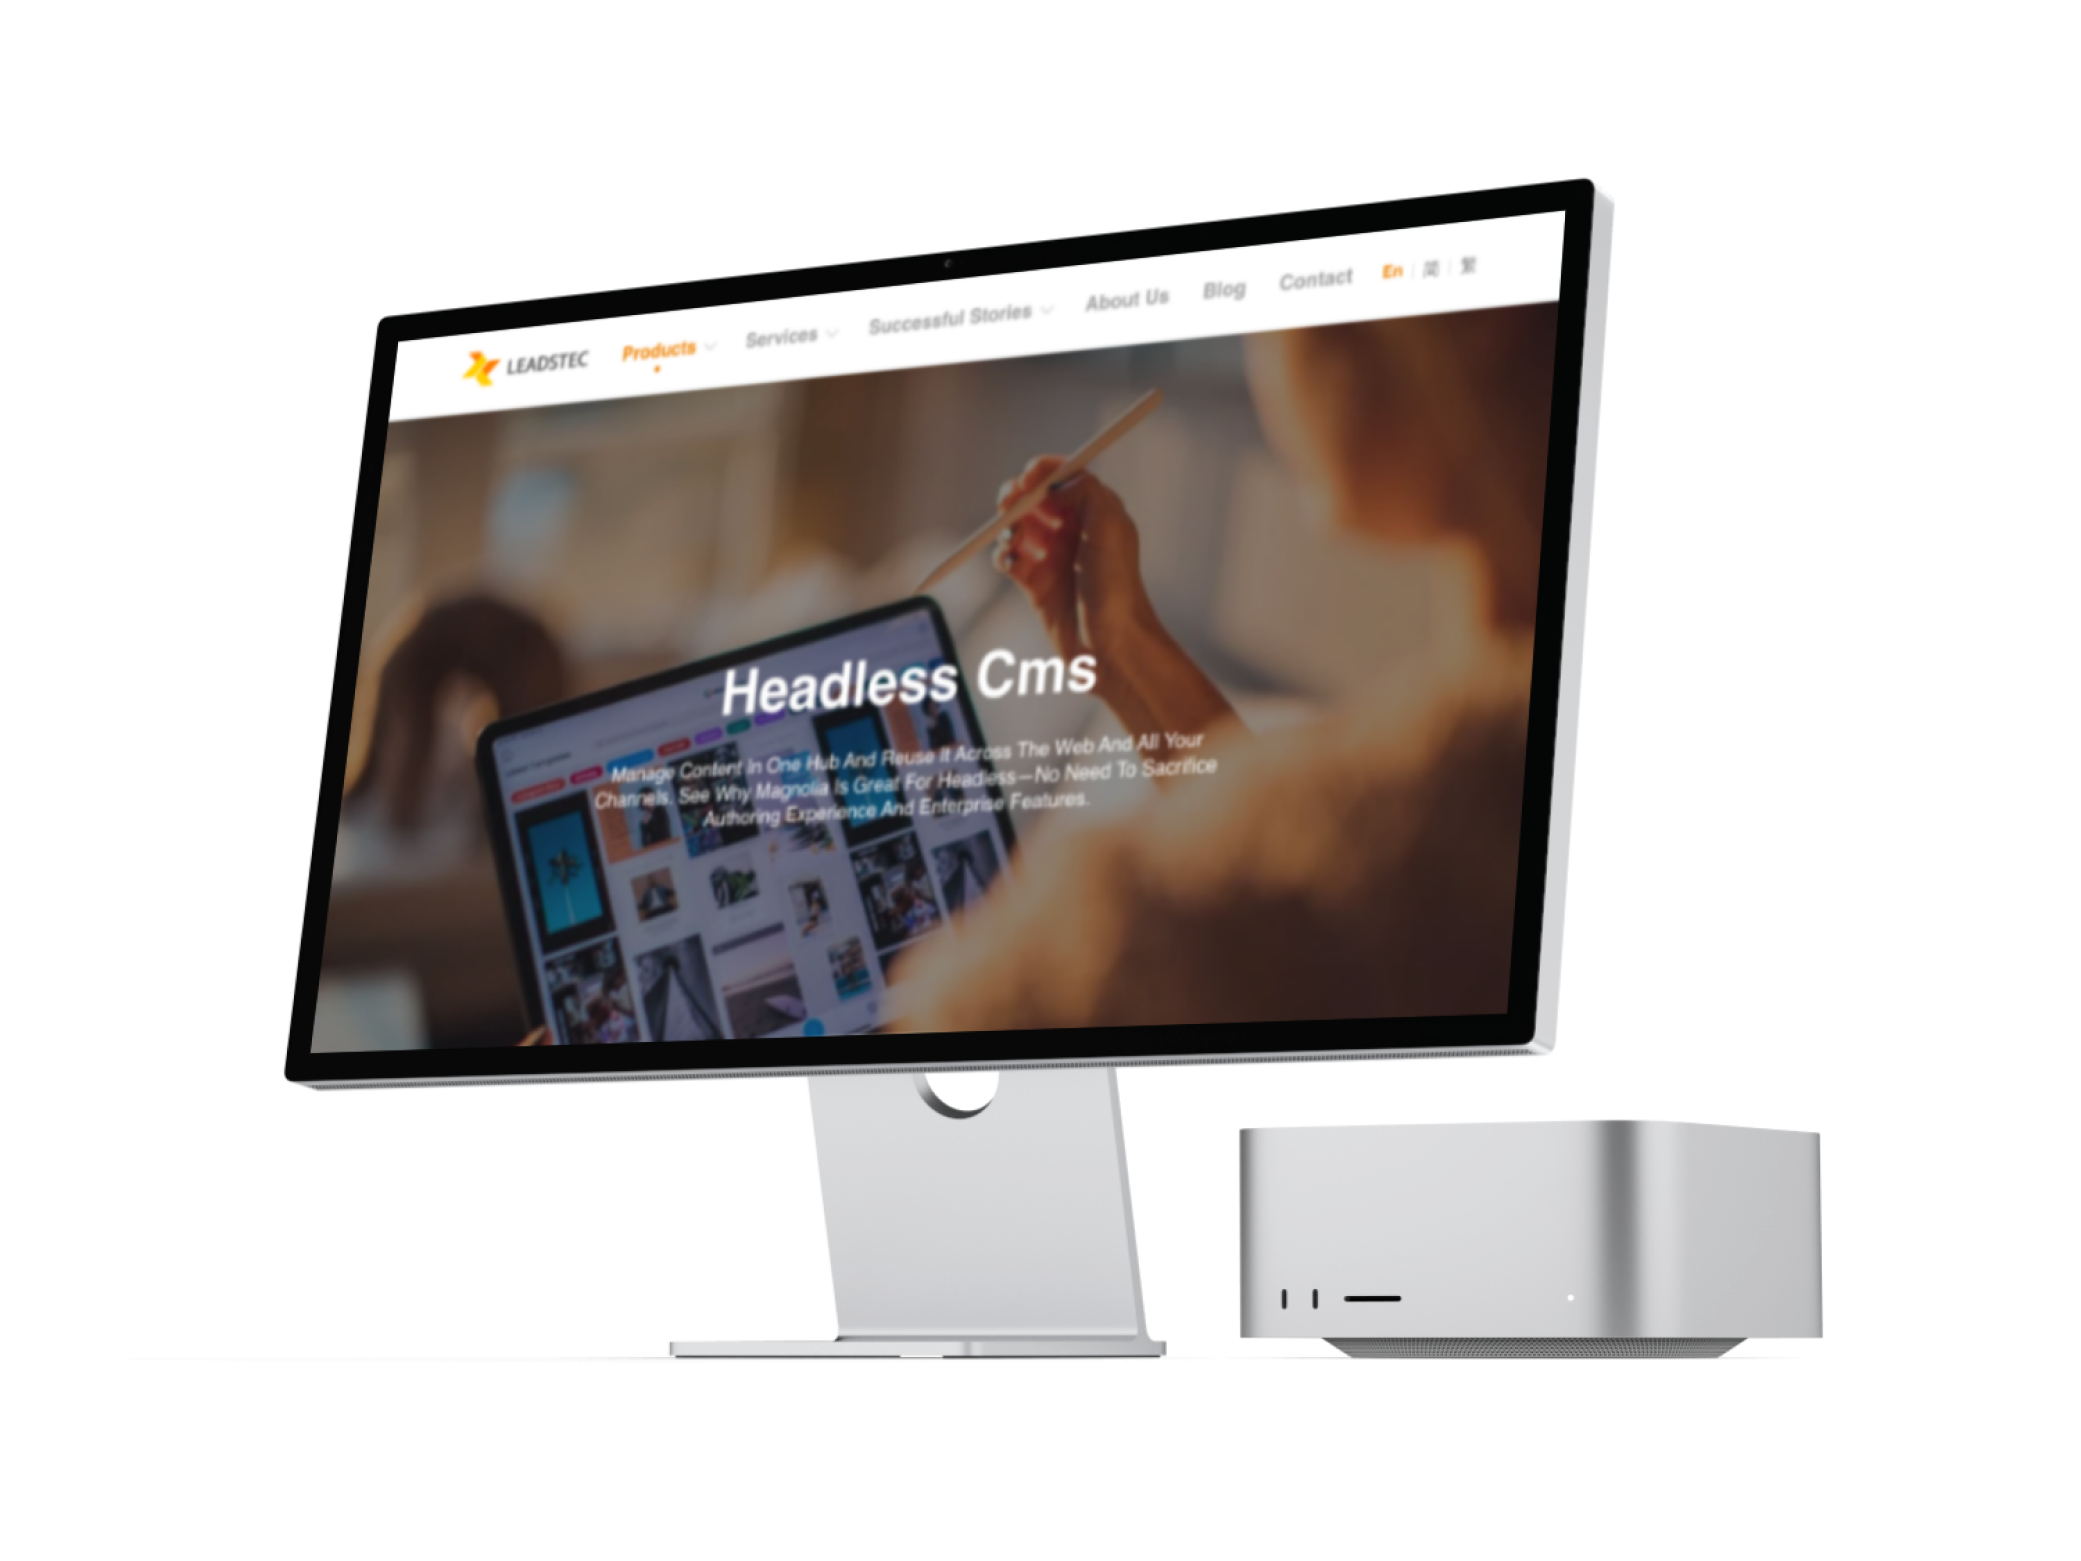 LEADSTEC
Products
Services
Successful Stories
About Us
Blog
Contact
En | 简 | 繁
Headless Cms
Manage Content In One Hub And Reuse It Across The Web And All Your
Channels. See Why Magnolia Is Great For Headless—No Need To Sacrifice
Authoring Experience And Enterprise Features.